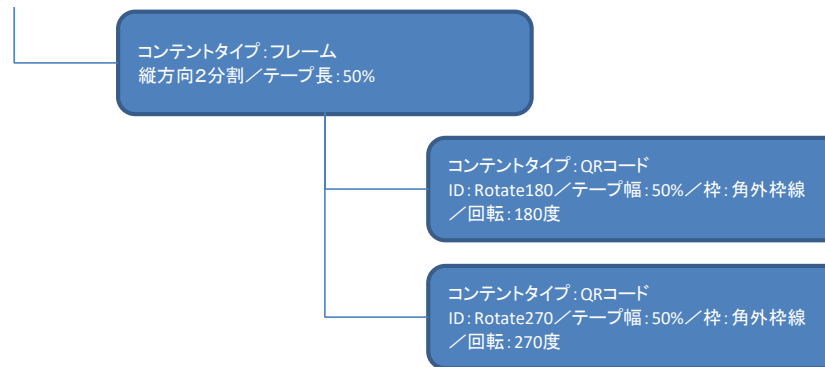 コンテントタイプ:フレーム
縦方向２分割／テープ長:50%
コンテントタイプ:QRコード
ID:Rotate180／テープ幅:50%／枠:角外枠線
／回転:180度
コンテントタイプ:QRコード
ID:Rotate270／テープ幅:50%／枠:角外枠線
／回転:270度